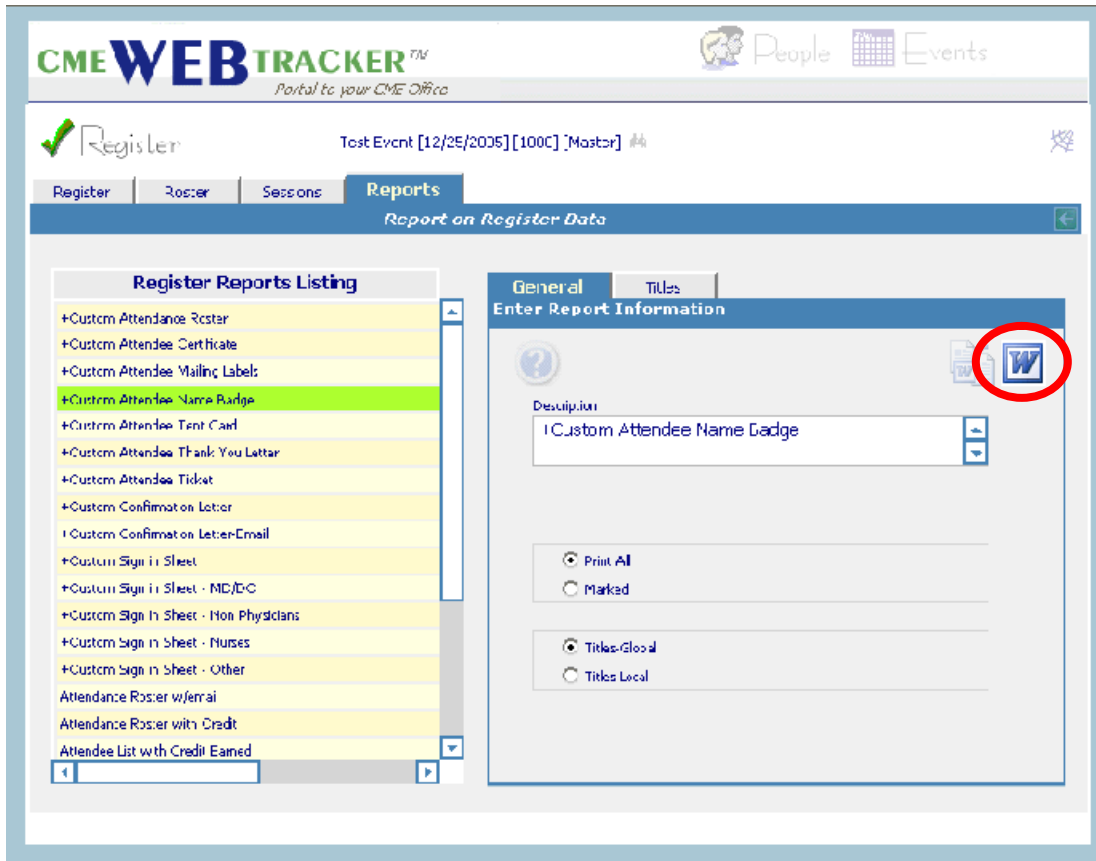 CME WEB TRACKER™
Portal to your CME Office
People
Events
Register
Test Event [12/25/2005] [1000] [Master]
Register Roster Sessions Reports
Report on Register Data
Register Reports Listing
+Custom Attendance Roster
+Custom Attendee Certificate
+Custom Attendee Mailing Labels
+Custom Attendee Name Badge
+Custom Attendee Tent Card
+Custom Attendee Thank You Letter
+Custom Attendee Ticket
+Custom Confirmation Letter
+Custom Confirmation Letter-Email
+Custom Sign in Sheet
+Custom Sign in Sheet - MD/DO
+Custom Sign in Sheet - Non Physicians
+Custom Sign in Sheet - Nurses
+Custom Sign in Sheet - Other
Attendance Roster w/email
Attendance Roster with Credit
Attendee List with Credit Earned
General Titles
Enter Report Information
?
W
Description
+Custom Attendee Name Badge
Print All
Marked
Titles-Global
Titles Local